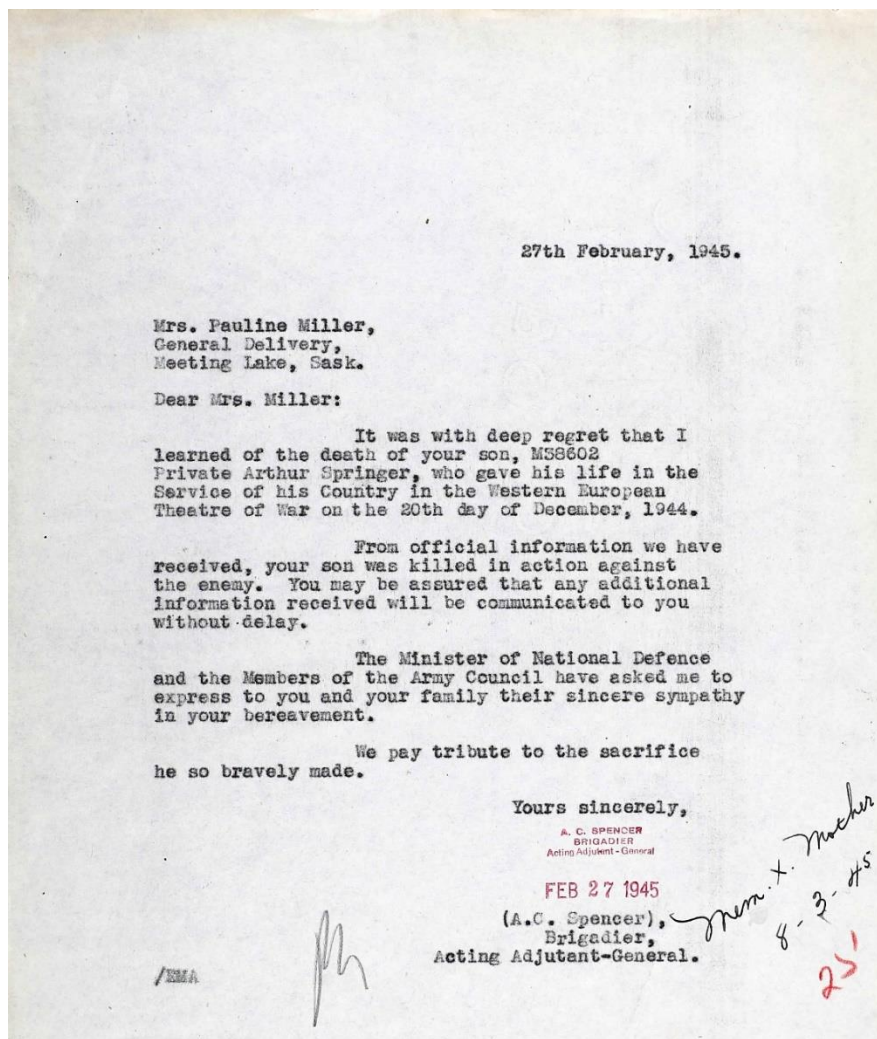 27th February, 1945.
Mrs. Pauline Miller,
General Delivery,
Meeting Lake, Sask.
Dear Mrs. Miller:
It was with deep regret that I
learned of the death of your son, M58602
Private Arthur Springer, who gave his life in the
Service of his Country in the Western European
Theatre of War on the 20th day of December, 1944.
From official information we have
received, your son was killed in action against
the enemy. You may be assured that any additional
information received will be communicated to you
without delay.
The Minister of National Defence
and the Members of the Army Council have asked me to
express to you and your family their sincere sympathy
in your bereavement.
We pay tribute to the sacrifice
he so bravely made.
Yours sincerely,
A. C. SPENCER
BRIGADIER
Acting Adjutent - General
FEB 27 1945
(A.C. Spencer),
Brigadier,
Acting Adjutant-General.
/EMA
Mem. X. Mother
8 - 3 - 45
25